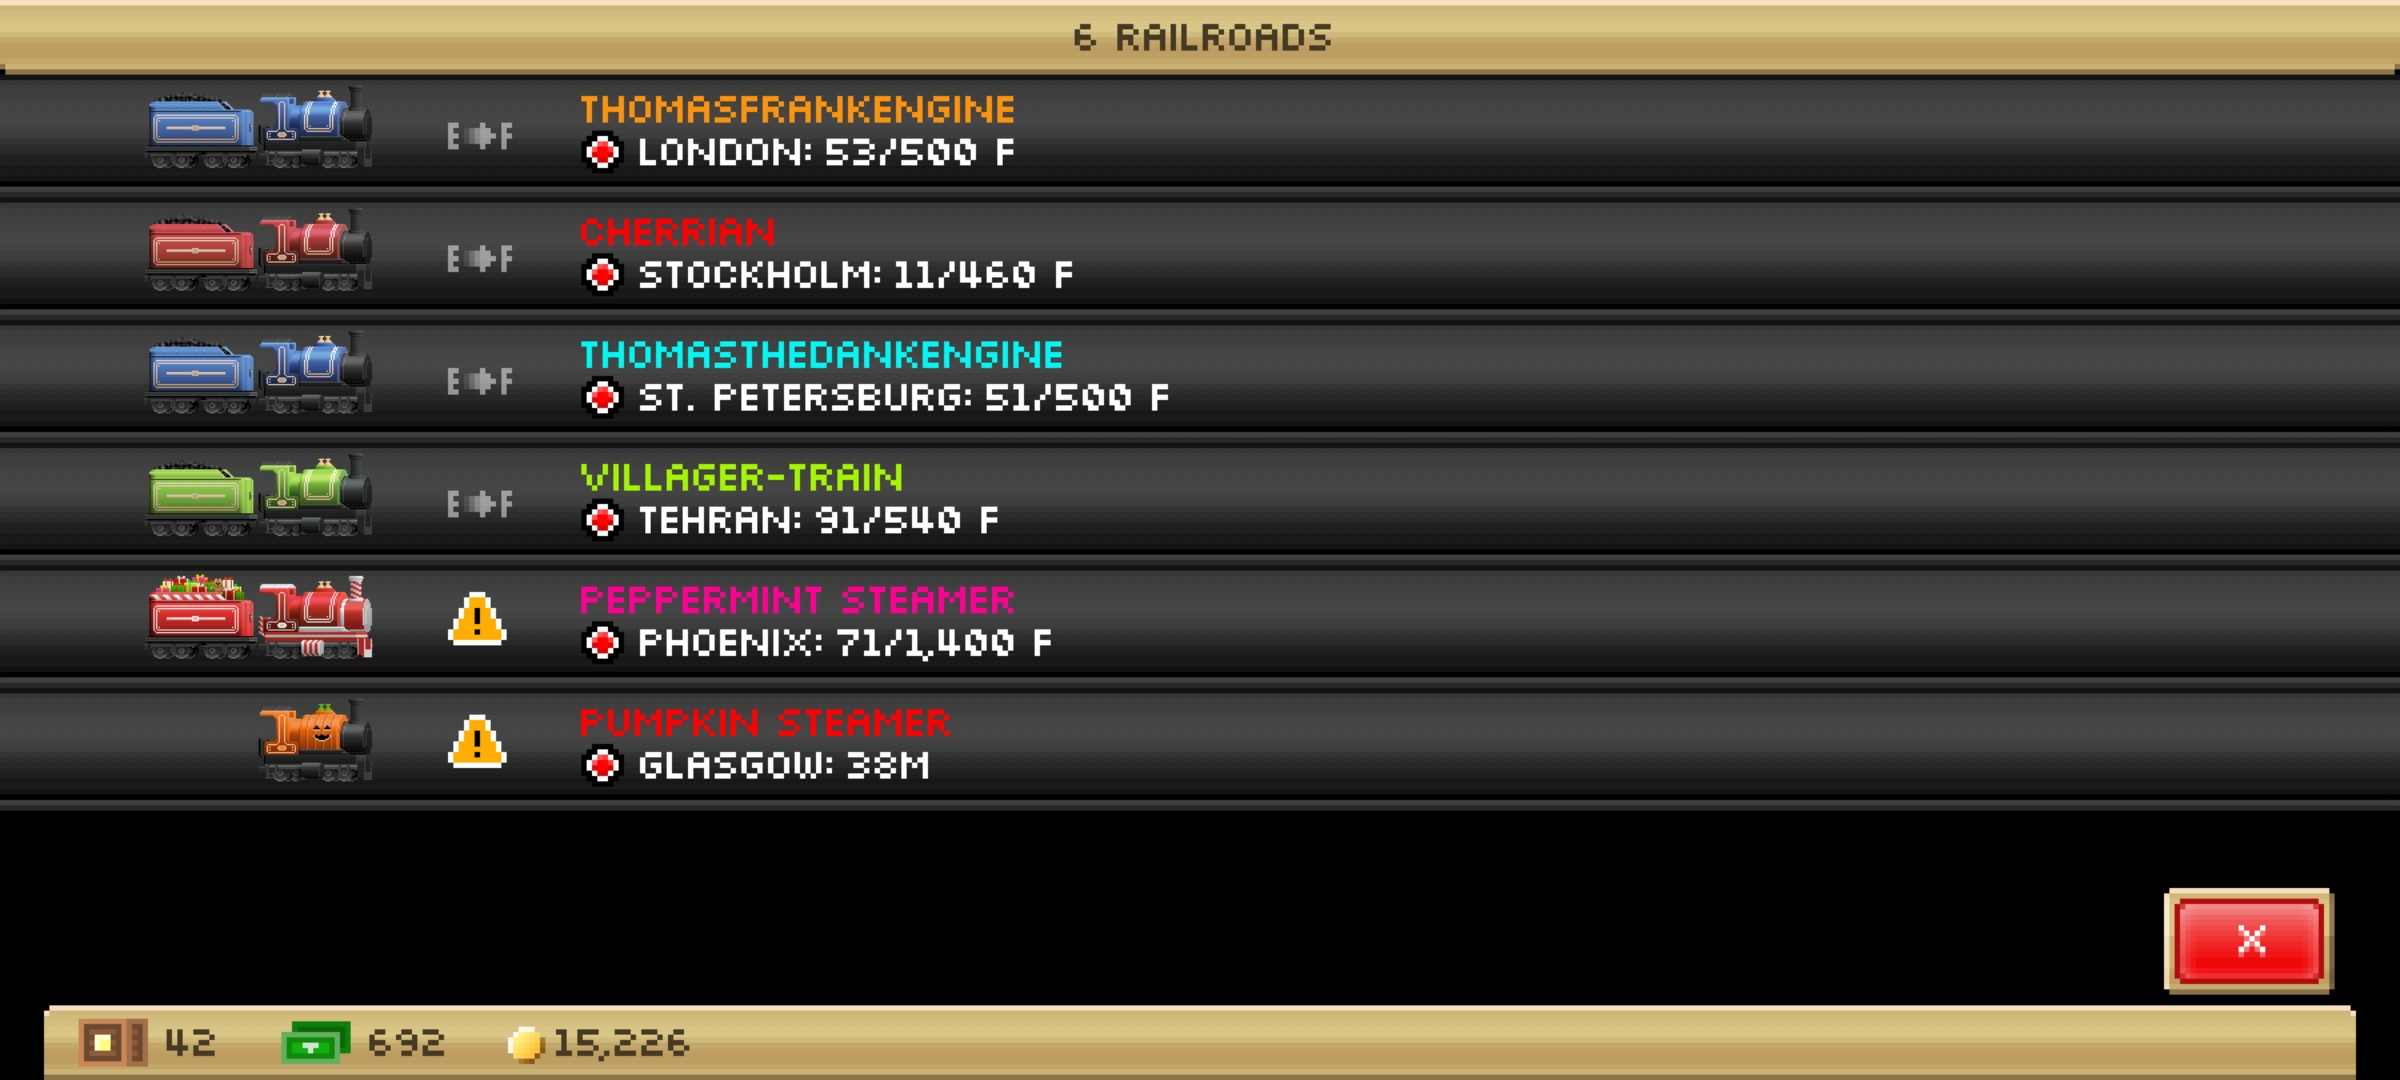 6 RAILROADS
E F
THOMASFRANKENGINE
LONDON: 53/500 F
E F
CHERRIAN
STOCKHOLM: 11/460 F
E F
THOMASTHEDANKENGINE
ST. PETERSBURG: 51/500 F
E F
VILLAGER-TRAIN
TEHRAN: 91/540 F
!
PEPPERMINT STEAMER
PHOENIX: 71/1,400 F
!
PUMPKIN STEAMER
GLASGOW: 38M
X
42 692 15,226